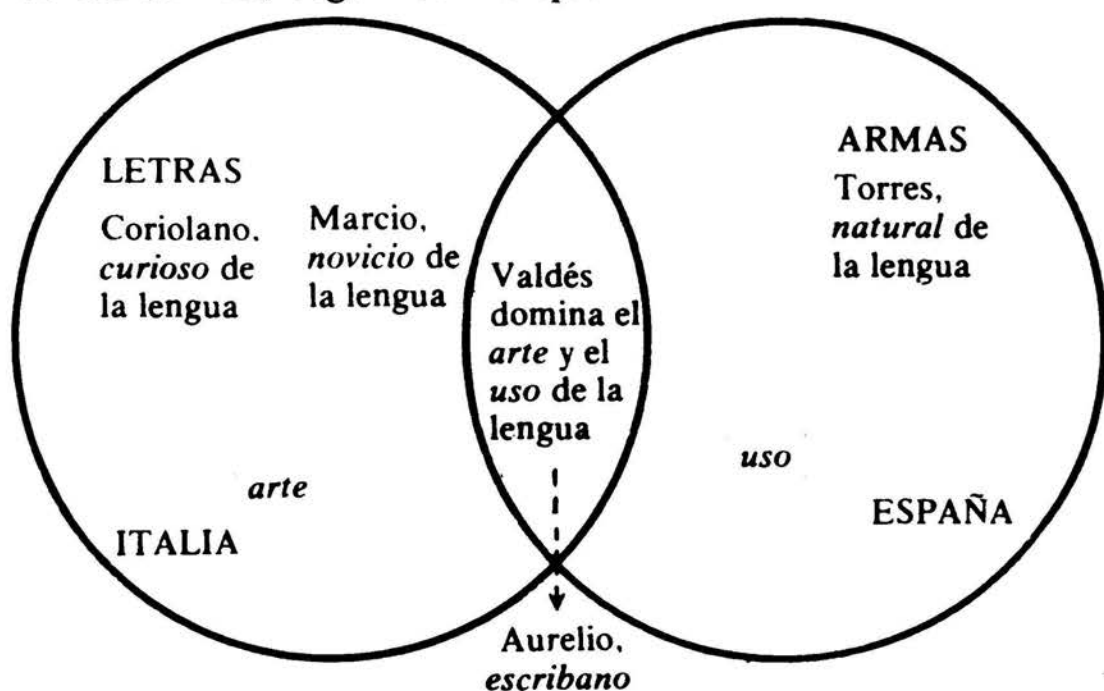 LETRAS
Coriolano.
curioso de
la lengua
Marcio,
novicio de
la lengua
Valdés
domina el
arte y el
uso de la
lengua
ARMAS
Torres,
natural de
la lengua
arte
ITALIA
uso
ESPAÑA
Aurelio.
escribano